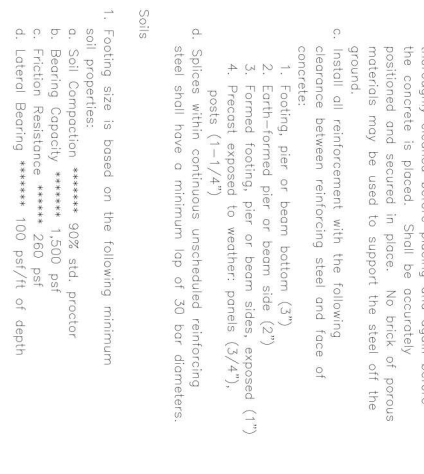 thoroughly cleaned before placing and again before
the concrete is placed. Shall be accurately
positioned and secured in place. No brick of porous
materials may be used to support the steel off the
ground.
c. Install all reinforcement with the following
clearance between reinforcing steel and face of
concrete:
1. Footing, pier or beam bottom (3")
2. Earth-formed pier or beam side (2")
3. Formed footing, pier or beam sides, exposed (1")
4. Precast exposed to weather: panels (3/4"),
posts (1-1/4")
d. Splices within continuous unscheduled reinforcing
steel shall have a minimum lap of 30 bar diameters.
Soils
1. Footing size is based on the following minimum
soil properties:
a. Soil Compaction ******* 90% std. proctor
b. Bearing Capacity ******* 1,500 psf
c. Friction Resistance ****** 260 psf
d. Lateral Bearing ******* 100 psf/ft of depth